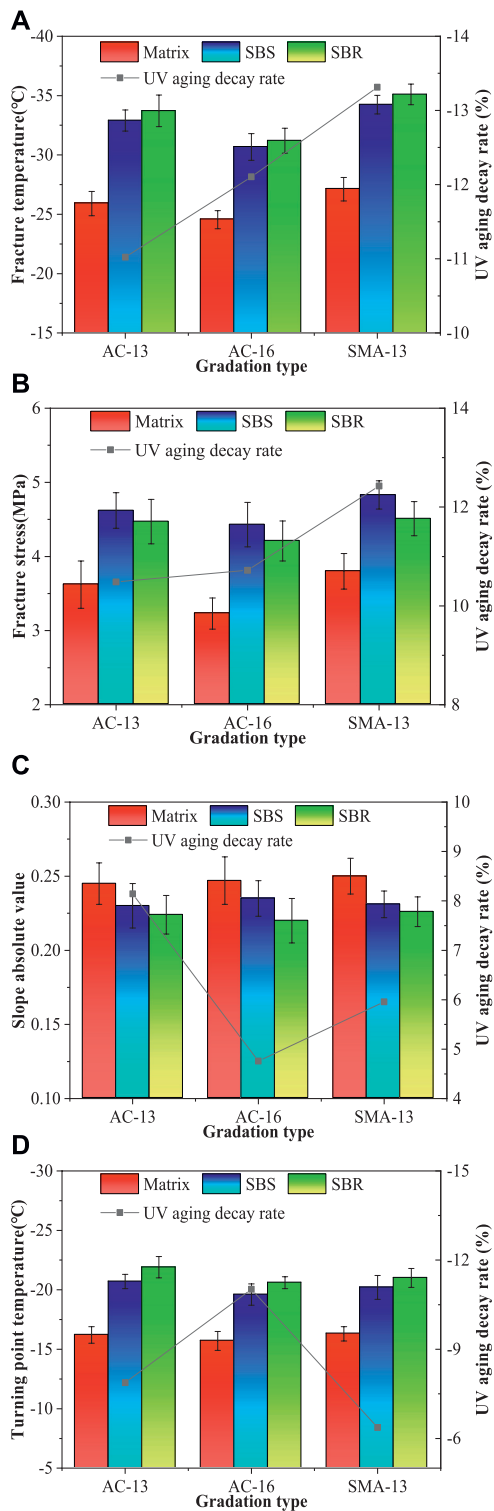 A
Fracture temperature(℃)
UV aging decay rate (%)
Matrix SBS SBR
UV aging decay rate
-40
-35
-30
-25
-20
-15
-14
-13
-12
-11
-10
AC-13 AC-16 SMA-13
Gradation type
B
Fracture stress(MPa)
UV aging decay rate (%)
Matrix SBS SBR
UV aging decay rate
6
5
4
3
2
14
12
10
8
AC-13 AC-16 SMA-13
Gradation type
C
Slope absolute value
UV aging decay rate (%)
Matrix SBS SBR
UV aging decay rate
0.30
0.25
0.20
0.15
0.10
10
9
8
7
6
5
4
AC-13 AC-16 SMA-13
Gradation type
D
Turning point temperature(℃)
UV aging decay rate (%)
Matrix SBS SBR
UV aging decay rate
-30
-25
-20
-15
-10
-5
-15
-12
-9
-6
AC-13 AC-16 SMA-13
Gradation type